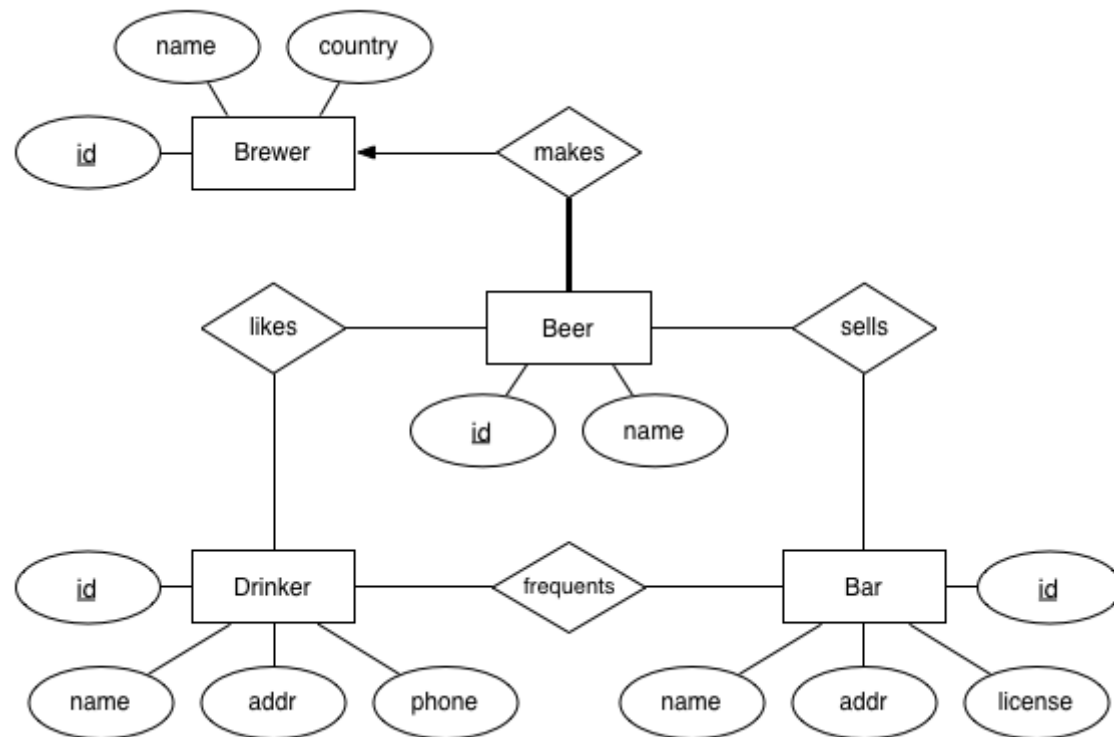 name
country
id
Brewer
makes
likes
Beer
sells
id
name
id
Drinker
frequents
Bar
id
name
addr
phone
name
addr
license